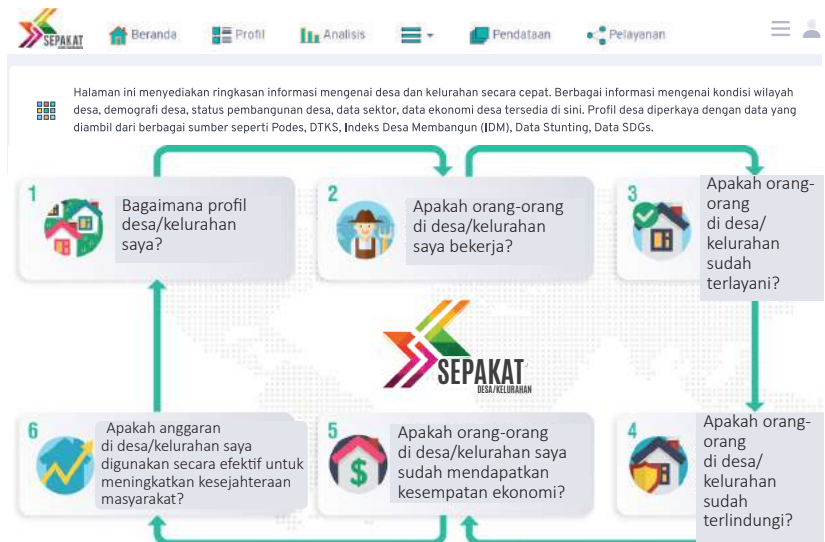 SEPAKAT
Beranda
Profil
Analisis
Pendataan
Pelayanan
Halaman ini menyediakan ringkasan informasi mengenai desa dan kelurahan secara cepat. Berbagai informasi mengenai kondisi wilayah
desa, demografi desa, status pembangunan desa, data sektor, data ekonomi desa tersedia di sini. Profil desa diperkaya dengan data yang
diambil dari berbagai sumber seperti Podes, DTKS, Indeks Desa Membangun (IDM), Data Stunting, Data SDGs.
1
Bagaimana profil
desa/kelurahan
saya?
2
Apakah orang-orang
di desa/kelurahan
saya bekerja?
3
Apakah orang-
orang
di desa/
kelurahan
sudah
terlayani?
SEPAKAT
DESA/KELURAHAN
6
Apakah anggaran
di desa/kelurahan saya
digunakan secara efektif untuk
meningkatkan kesejahteraan
masyarakat?
5
Apakah orang-orang
di desa/kelurahan saya
sudah mendapatkan
kesempatan ekonomi?
4
Apakah orang-
orang
di desa/
kelurahan
sudah
terlindungi?